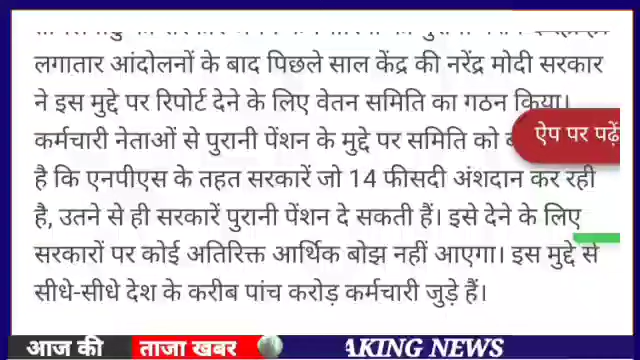 लगातार आंदोलनों के बाद पिछले साल केंद्र की नरेंद्र मोदी सरकार
ने इस मुद्दे पर रिपोर्ट देने के लिए वेतन समिति का गठन किया।
कर्मचारी नेताओं से पुरानी पेंशन के मुद्दे पर समिति को
ऐप पर पढ़ें
है कि एनपीएस के तहत सरकारें जो 14 फीसदी अंशदान कर रही
है, उतने से ही सरकारें पुरानी पेंशन दे सकती हैं। इसे देने के लिए
सरकारों पर कोई अतिरिक्त आर्थिक बोझ नहीं आएगा। इस मुद्दे से
सीधे-सीधे देश के करीब पांच करोड़ कर्मचारी जुड़े हैं।
आज की ताजा खबर AKING NEWS